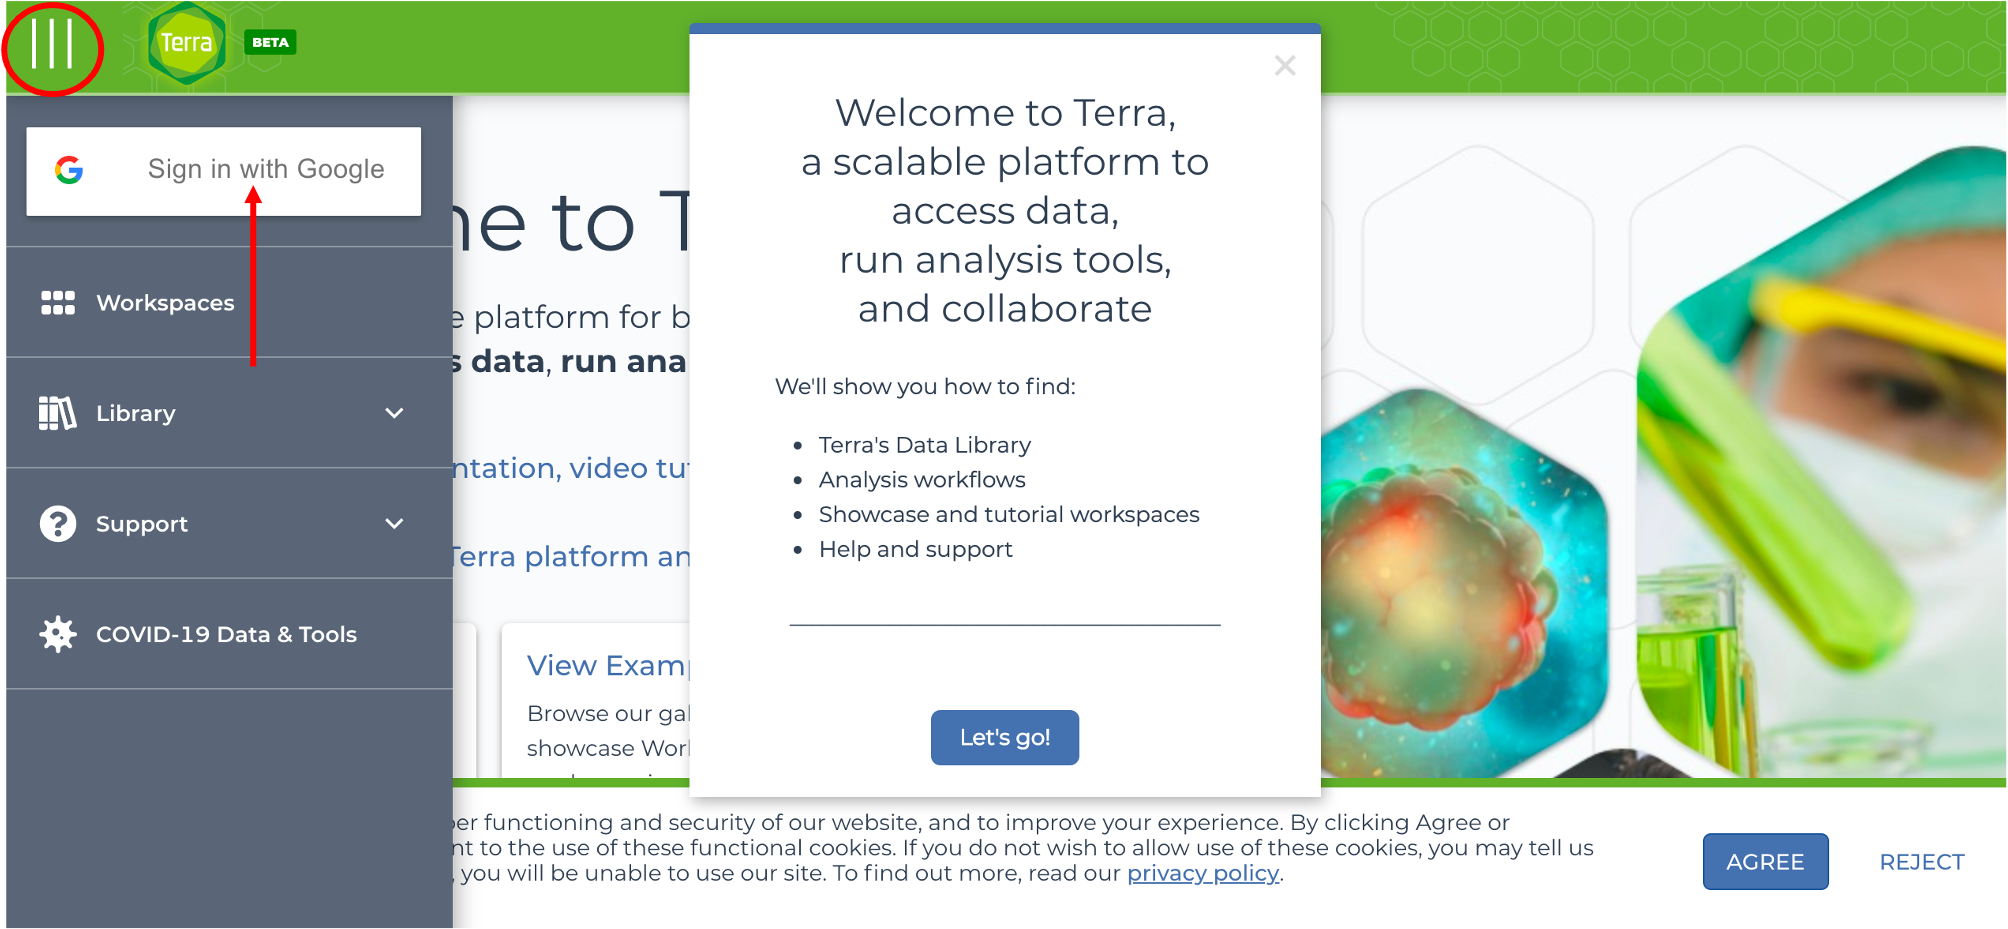 Terra
BETA
Sign in with Google
Workspaces
Library
Support
COVID-19 Data & Tools
ne to T
e platform for b
s data, run ana
ntation, video tu
Terra platform an
View Examp
Browse our gal
showcase Wor
Welcome to Terra,
a scalable platform to
access data,
run analysis tools,
and collaborate
We'll show you how to find:
• Terra's Data Library
• Analysis workflows
• Showcase and tutorial workspaces
• Help and support
Let's go!
per functioning and security of our website, and to improve your experience. By clicking Agree or
nt to the use of these functional cookies. If you do not wish to allow use of these cookies, you may tell us
, you will be unable to use our site. To find out more, read our privacy policy.
AGREE
REJECT